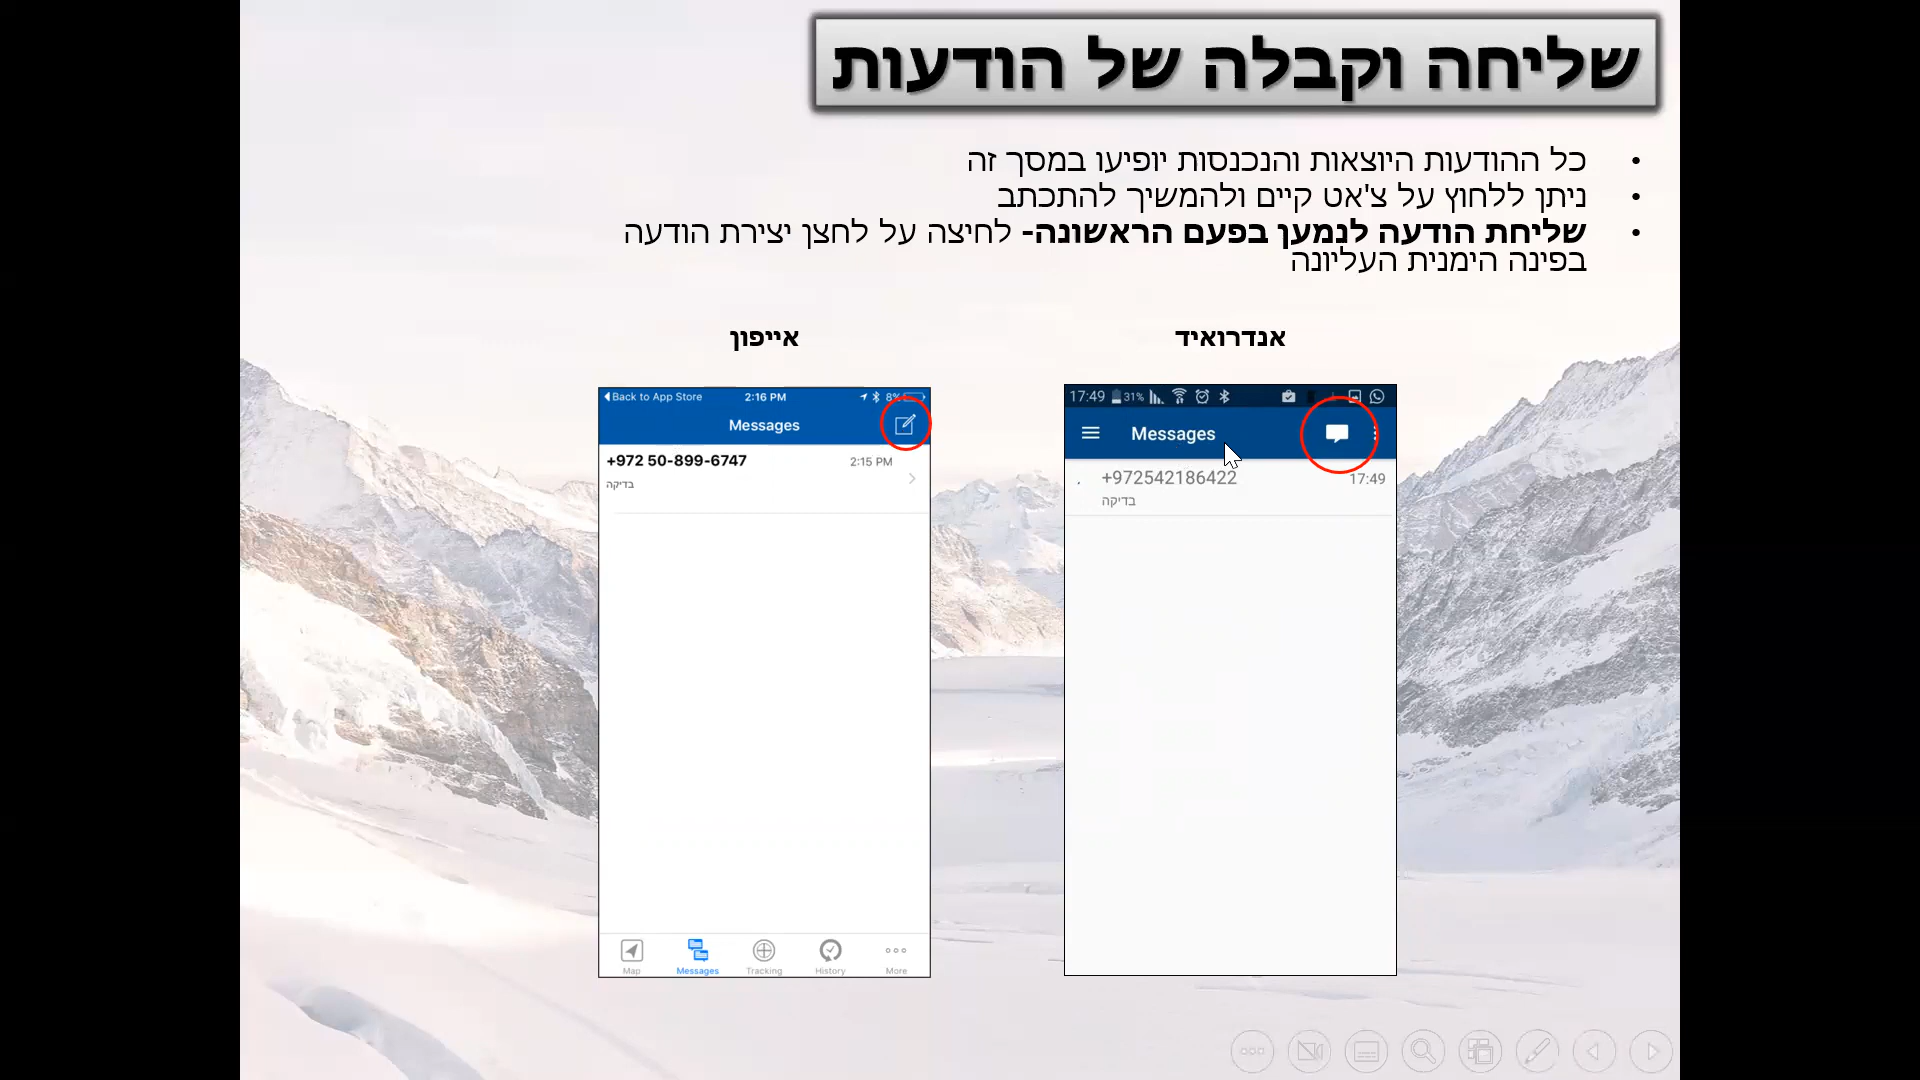 שליחה וקבלה של הודעות
• כל ההודעות היוצאות והנכנסות יופיעו במסך זה
• ניתן ללחוץ על צ'אט קיים ולהמשיך להתכתב
• שליחת הודעה לנמען בפעם הראשונה- לחיצה על לחצן יצירת הודעה
בפינה הימנית העליונה
אנדרואיד
17:49 31%
Messages
+972542186422 17:49
בדיקה
אייפון
Back to App Store 2:16 PM 8%
Messages
+972 50-899-6747 2:15 PM
בדיקה
Map Messages Tracking History More